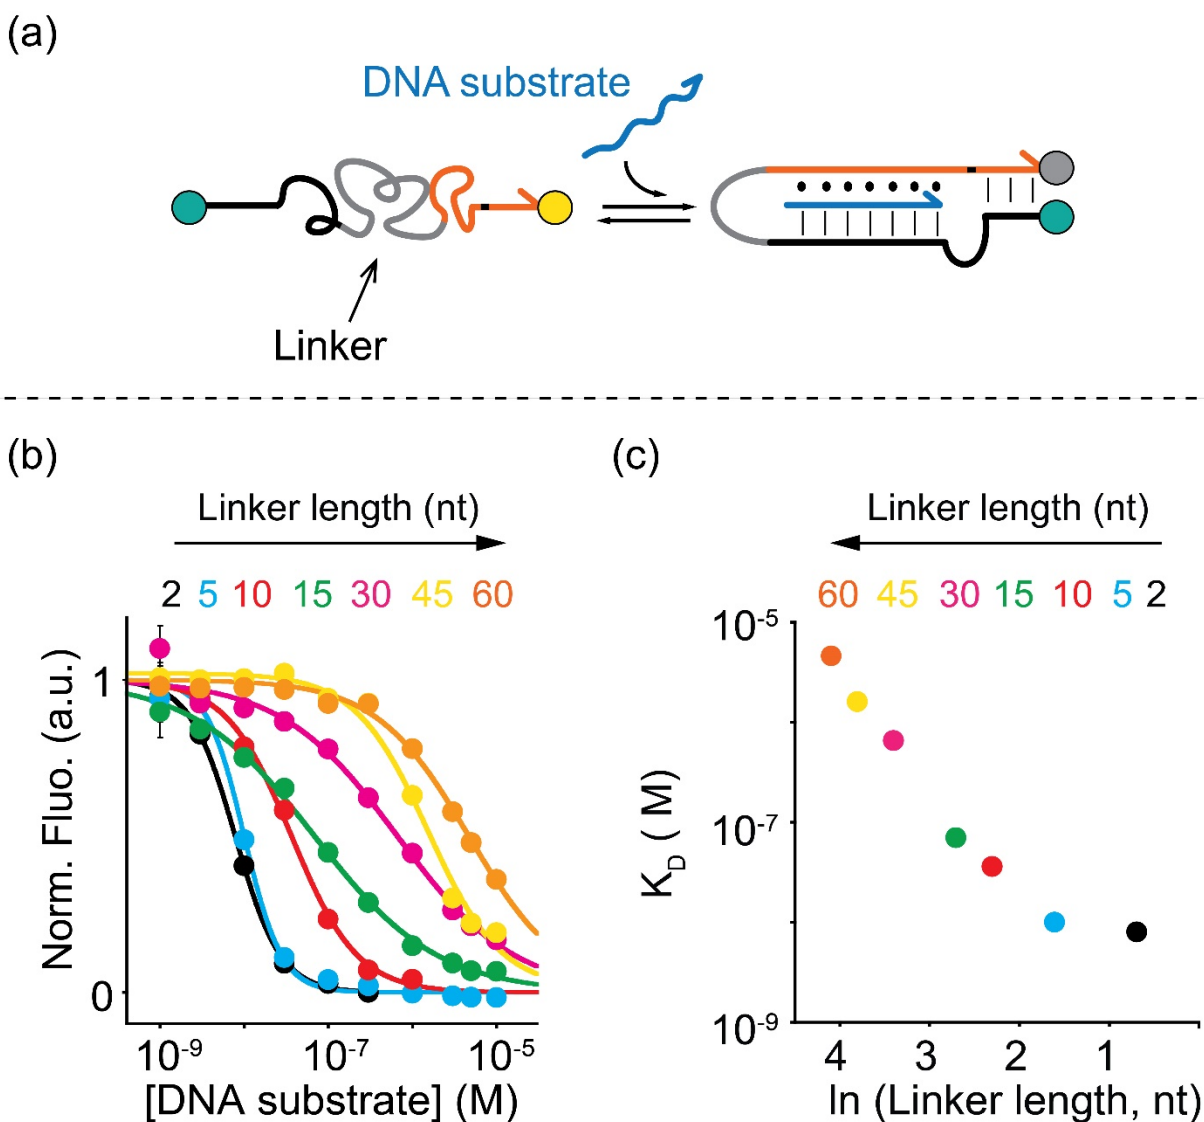 (a)
DNA substrate
Linker
(b)
Linker length (nt)
2 5 10 15 30 45 60
Norm. Fluo. (a.u.)
1
0
10-9 10-7 10-5
[DNA substrate] (M)
(c)
Linker length (nt)
60 45 30 15 10 5 2
KD ( M)
10-5
10-7
10-9
4 3 2 1
ln (Linker length, nt)